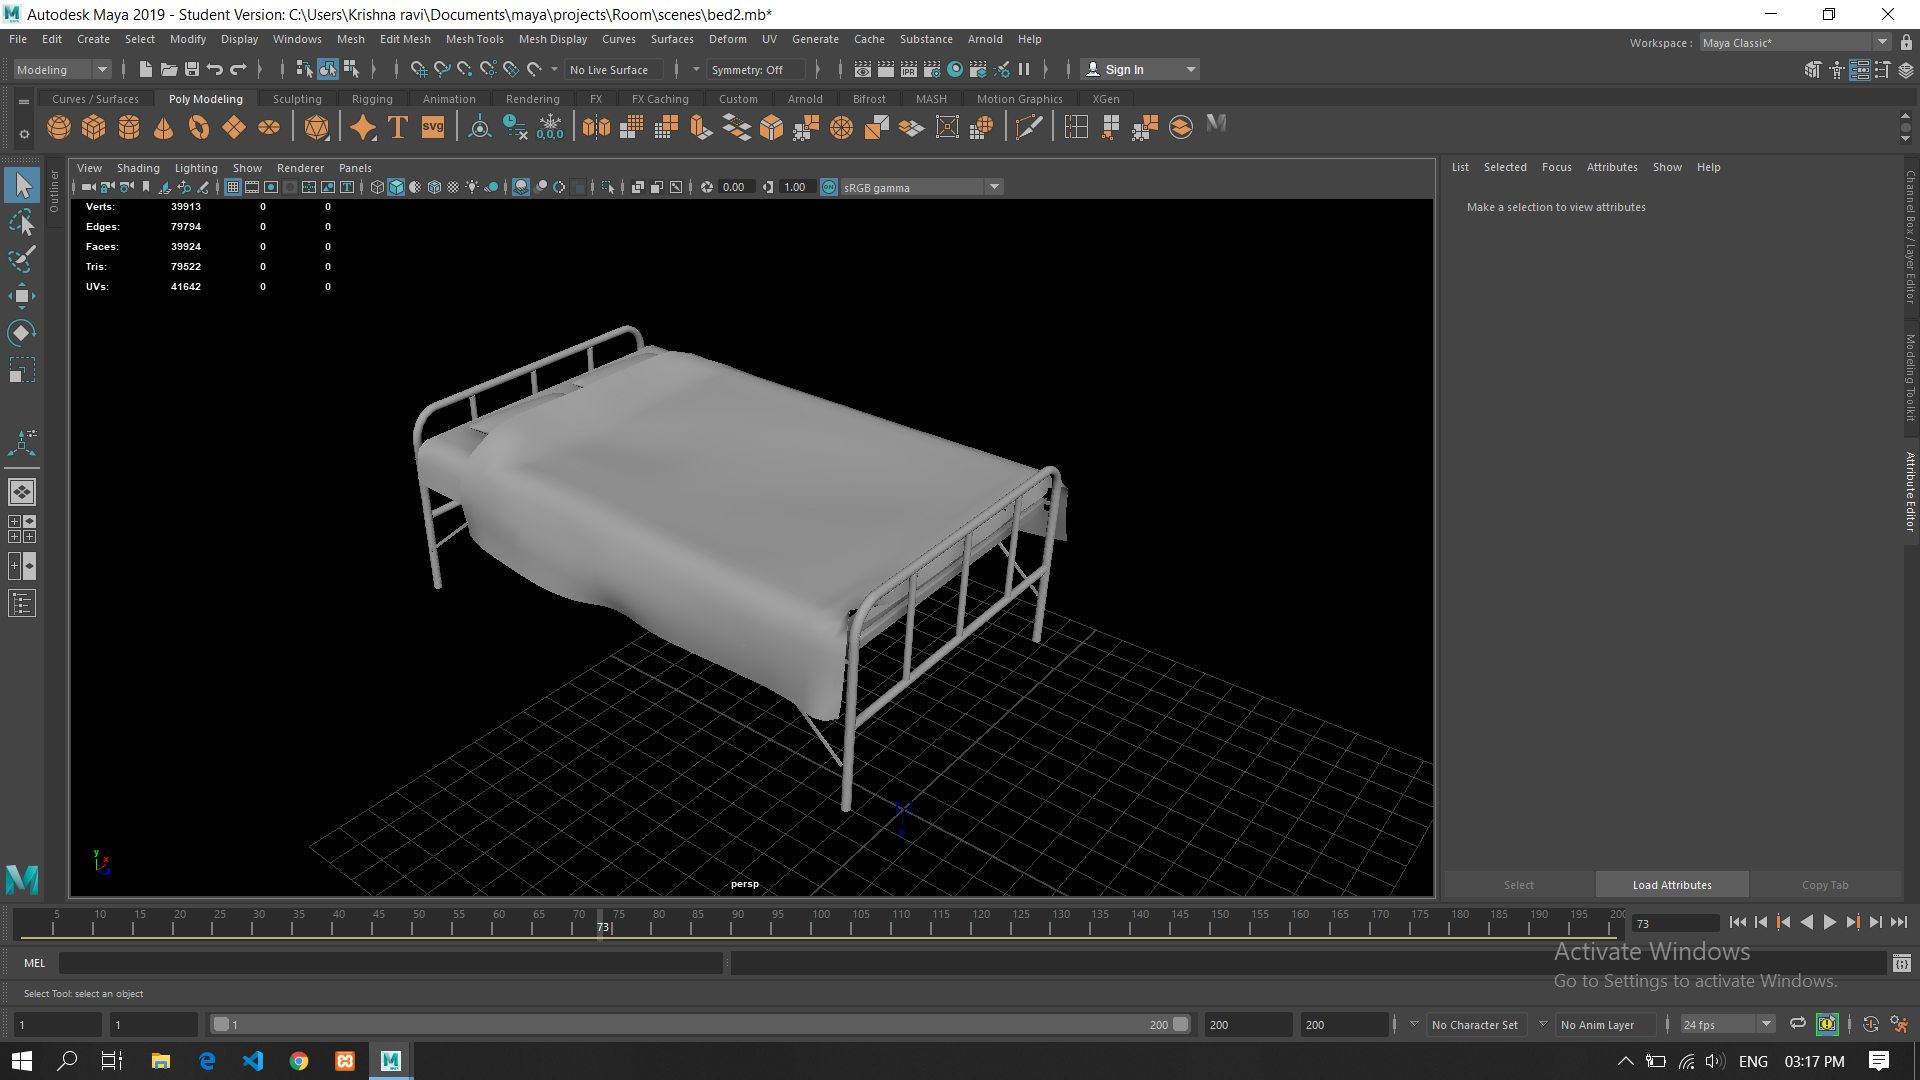 Autodesk Maya 2019 - Student Version: C:\Users\Krishna ravi\Documents\maya\projects\Room\scenes\bed2.mb*
File Edit Create Select Modify Display Windows Mesh Edit Mesh Mesh Tools Mesh Display Curves Surfaces Deform UV Generate Cache Substance Arnold Help
Workspace : Maya Classic*
Modeling No Live Surface Symmetry: Off IPR Sign In
Curves / Surfaces Poly Modeling Sculpting Rigging Animation Rendering FX FX Caching Custom Arnold Bifrost MASH Motion Graphics XGen
T SVG 0,0,0 M
View Shading Lighting Show Renderer Panels
0.00 1.00 ON sRGB gamma
List Selected Focus Attributes Show Help
Make a selection to view attributes
Outliner
Verts: 39913 0 0
Edges: 79794 0 0
Faces: 39924 0 0
Tris: 79522 0 0
UVs: 41642 0 0
Channel Box / Layer Editor
Modeling Toolkit
Attribute Editor
y
x
persp
Select Load Attributes Copy Tab
5 10 15 20 25 30 35 40 45 50 55 60 65 70 75 80 85 90 95 100 105 110 115 120 125 130 135 140 145 150 155 160 165 170 175 180 185 190 195 200
73
73
Activate Windows
Go to Settings to activate Windows.
MEL
Select Tool: select an object
1 1 1 200 200 200 No Character Set No Anim Layer 24 fps
ENG 03:17 PM